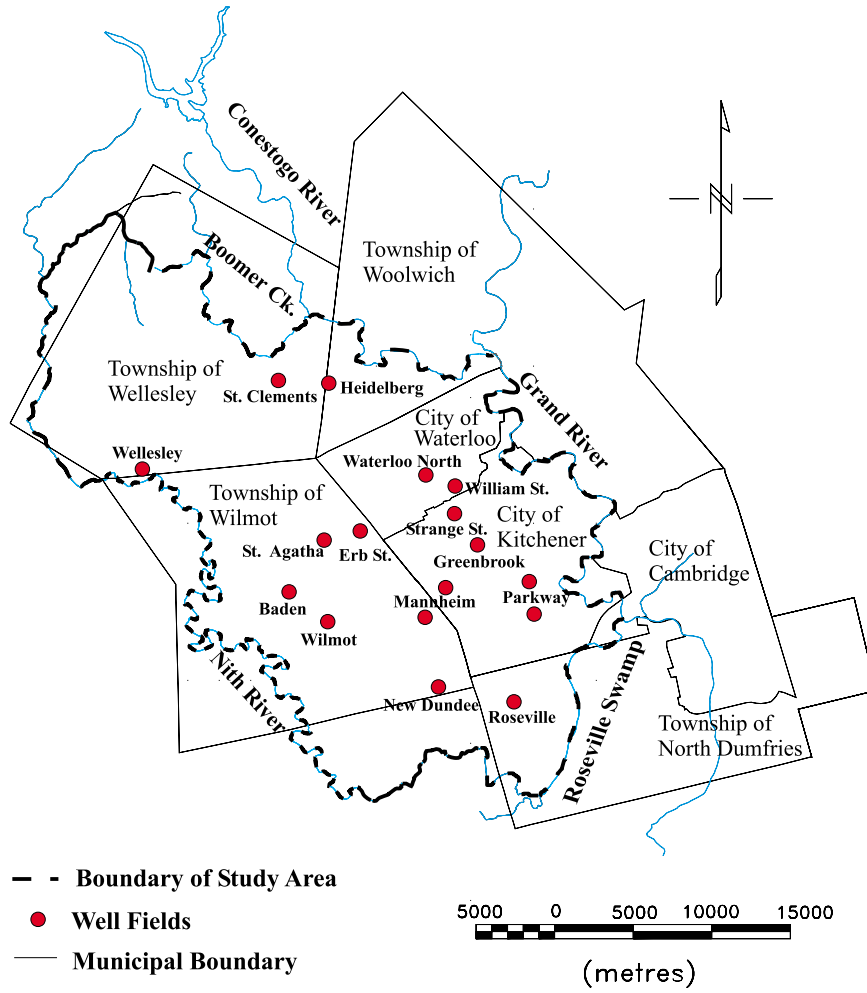 Conestogo River
Township of
Woolwich
N
Boomer Ck.
Township of
Wellesley
St. Clements
Heidelberg
Grand River
City of
Waterloo
Wellesley
Waterloo North
William St.
Township of
Wilmot
Strange St.
City of
Kitchener
St. Agatha
Erb St.
Greenbrook
City of
Cambridge
Baden
Mannheim
Parkway
Wilmot
Nith River
New Dundee
Roseville
Roseville Swamp
Township of
North Dumfries
Boundary of Study Area
Well Fields
Municipal Boundary
5000 0 5000 10000 15000
(metres)